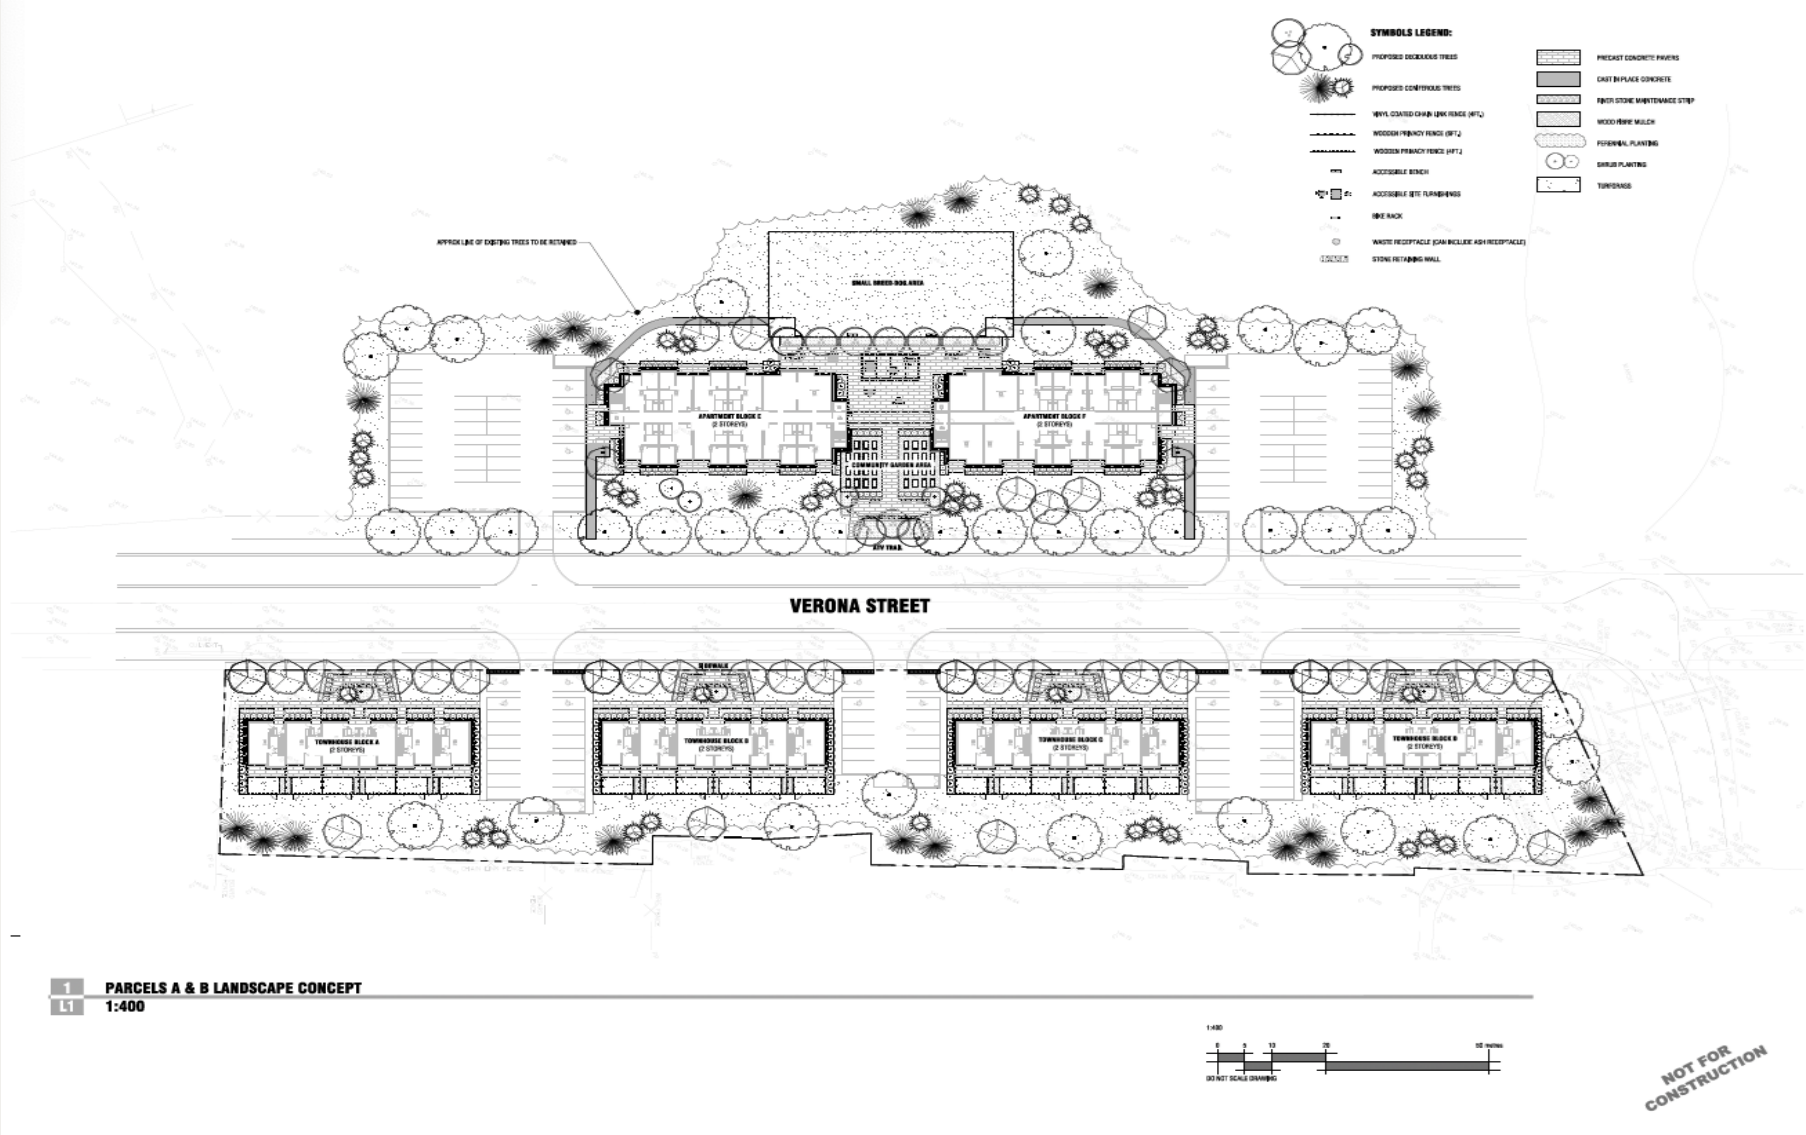 SYMBOLS LEGEND:
PROPOSED DECIDUOUS TREES
PROPOSED CONIFEROUS TREES
VINYL COATED CHAIN LINK FENCE (4FT.)
WOODEN PRIVACY FENCE (6FT.)
WOODEN PRIVACY FENCE (4FT.)
ACCESSIBLE BENCH
ACCESSIBLE SITE FURNISHINGS
BIKE RACK
WASTE RECEPTACLE (CAN INCLUDE ASH RECEPTACLE)
STONE RETAINING WALL
PRECAST CONCRETE PAVERS
CAST IN PLACE CONCRETE
RIVER STONE MAINTENANCE STRIP
WOOD FIBRE MULCH
PERENNIAL PLANTING
SHRUB PLANTING
TURFGRASS
APPROX LINE OF EXISTING TREES TO BE RETAINED
SMALL BREED DOG AREA
APARTMENT BLOCK E
(2 STOREYS)
APARTMENT BLOCK F
(2 STOREYS)
COMMUNITY GARDEN AREA
ATV TRAIL
VERONA STREET
SIDEWALK
TOWNHOUSE BLOCK A
(2 STOREYS)
TOWNHOUSE BLOCK B
(2 STOREYS)
TOWNHOUSE BLOCK C
(2 STOREYS)
TOWNHOUSE BLOCK D
(2 STOREYS)
1
L1
PARCELS A & B LANDSCAPE CONCEPT
1:400
1:400
0 5 10 20 50 metres
DO NOT SCALE DRAWING
NOT FOR
CONSTRUCTION